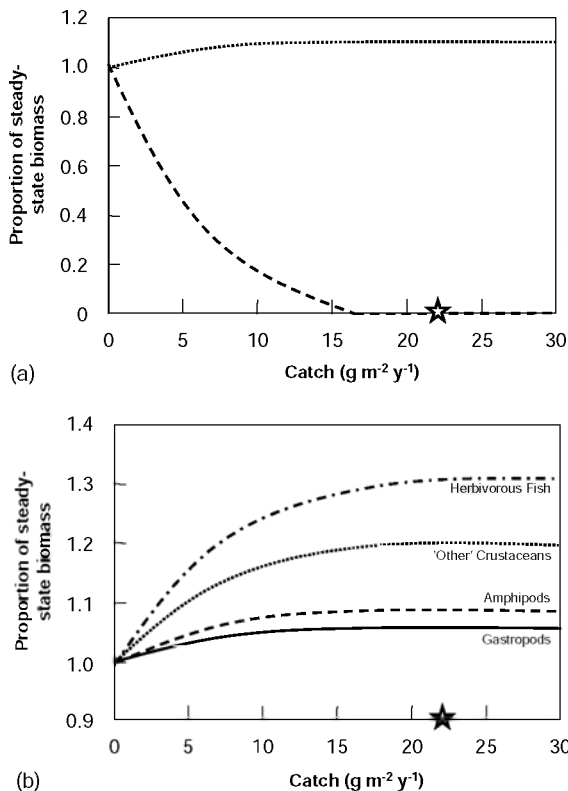 1.2
1.0
0.8
0.6
0.4
0.2
0
Proportion of steady-
state biomass
0 5 10 15 20 25 30
Catch (g m-2 y-1)
(a)
1.4
1.3
1.2
1.1
1.0
0.9
Proportion of steady-
state biomass
Herbivorous Fish
'Other' Crustaceans
Amphipods
Gastropods
0 5 10 15 20 25 30
Catch (g m-2 y-1)
(b)